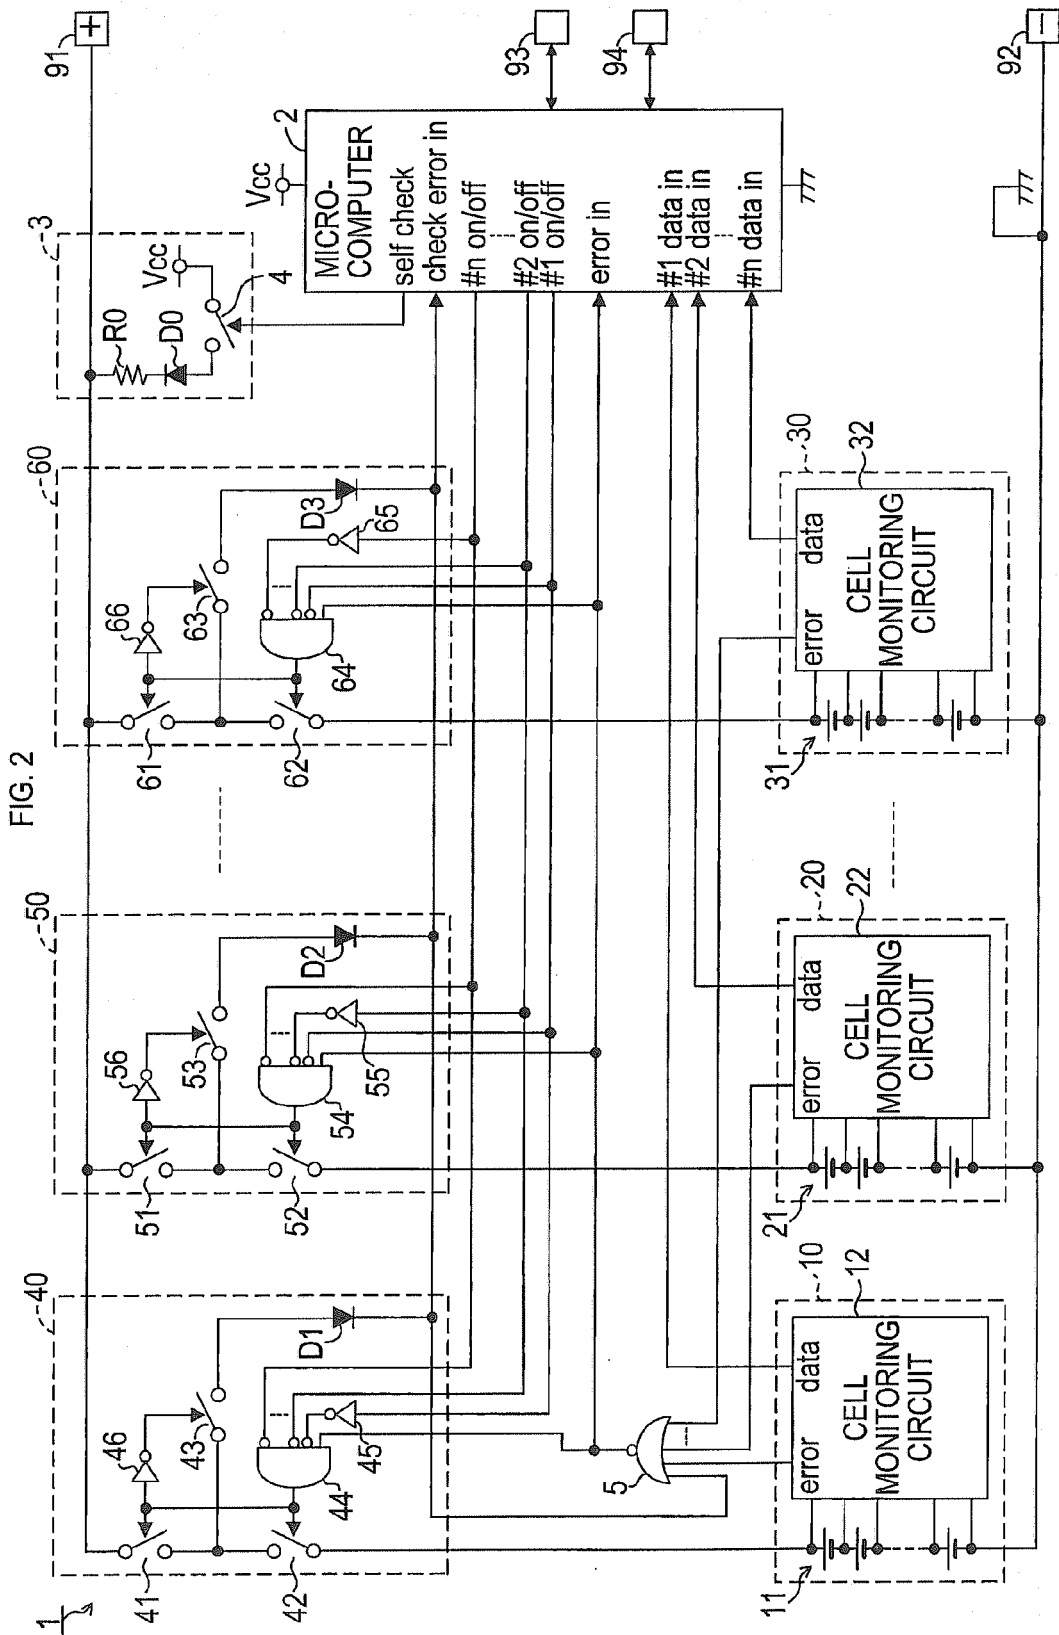 FIG. 2
1
40
50
60
3
91
+
41
46
43
42
44
45
D1
51
56
53
52
54
55
D2
61
66
63
62
64
65
D3
R0
D0
Vcc
4
Vcc
2
MICRO-
COMPUTER
self check
check error in
#n on/off
#2 on/off
#1 on/off
error in
#1 data in
#2 data in
#n data in
93
94
5
10
12
error
data
CELL
MONITORING
CIRCUIT
11
20
22
error
data
CELL
MONITORING
CIRCUIT
21
30
32
error
data
CELL
MONITORING
CIRCUIT
31
92
−